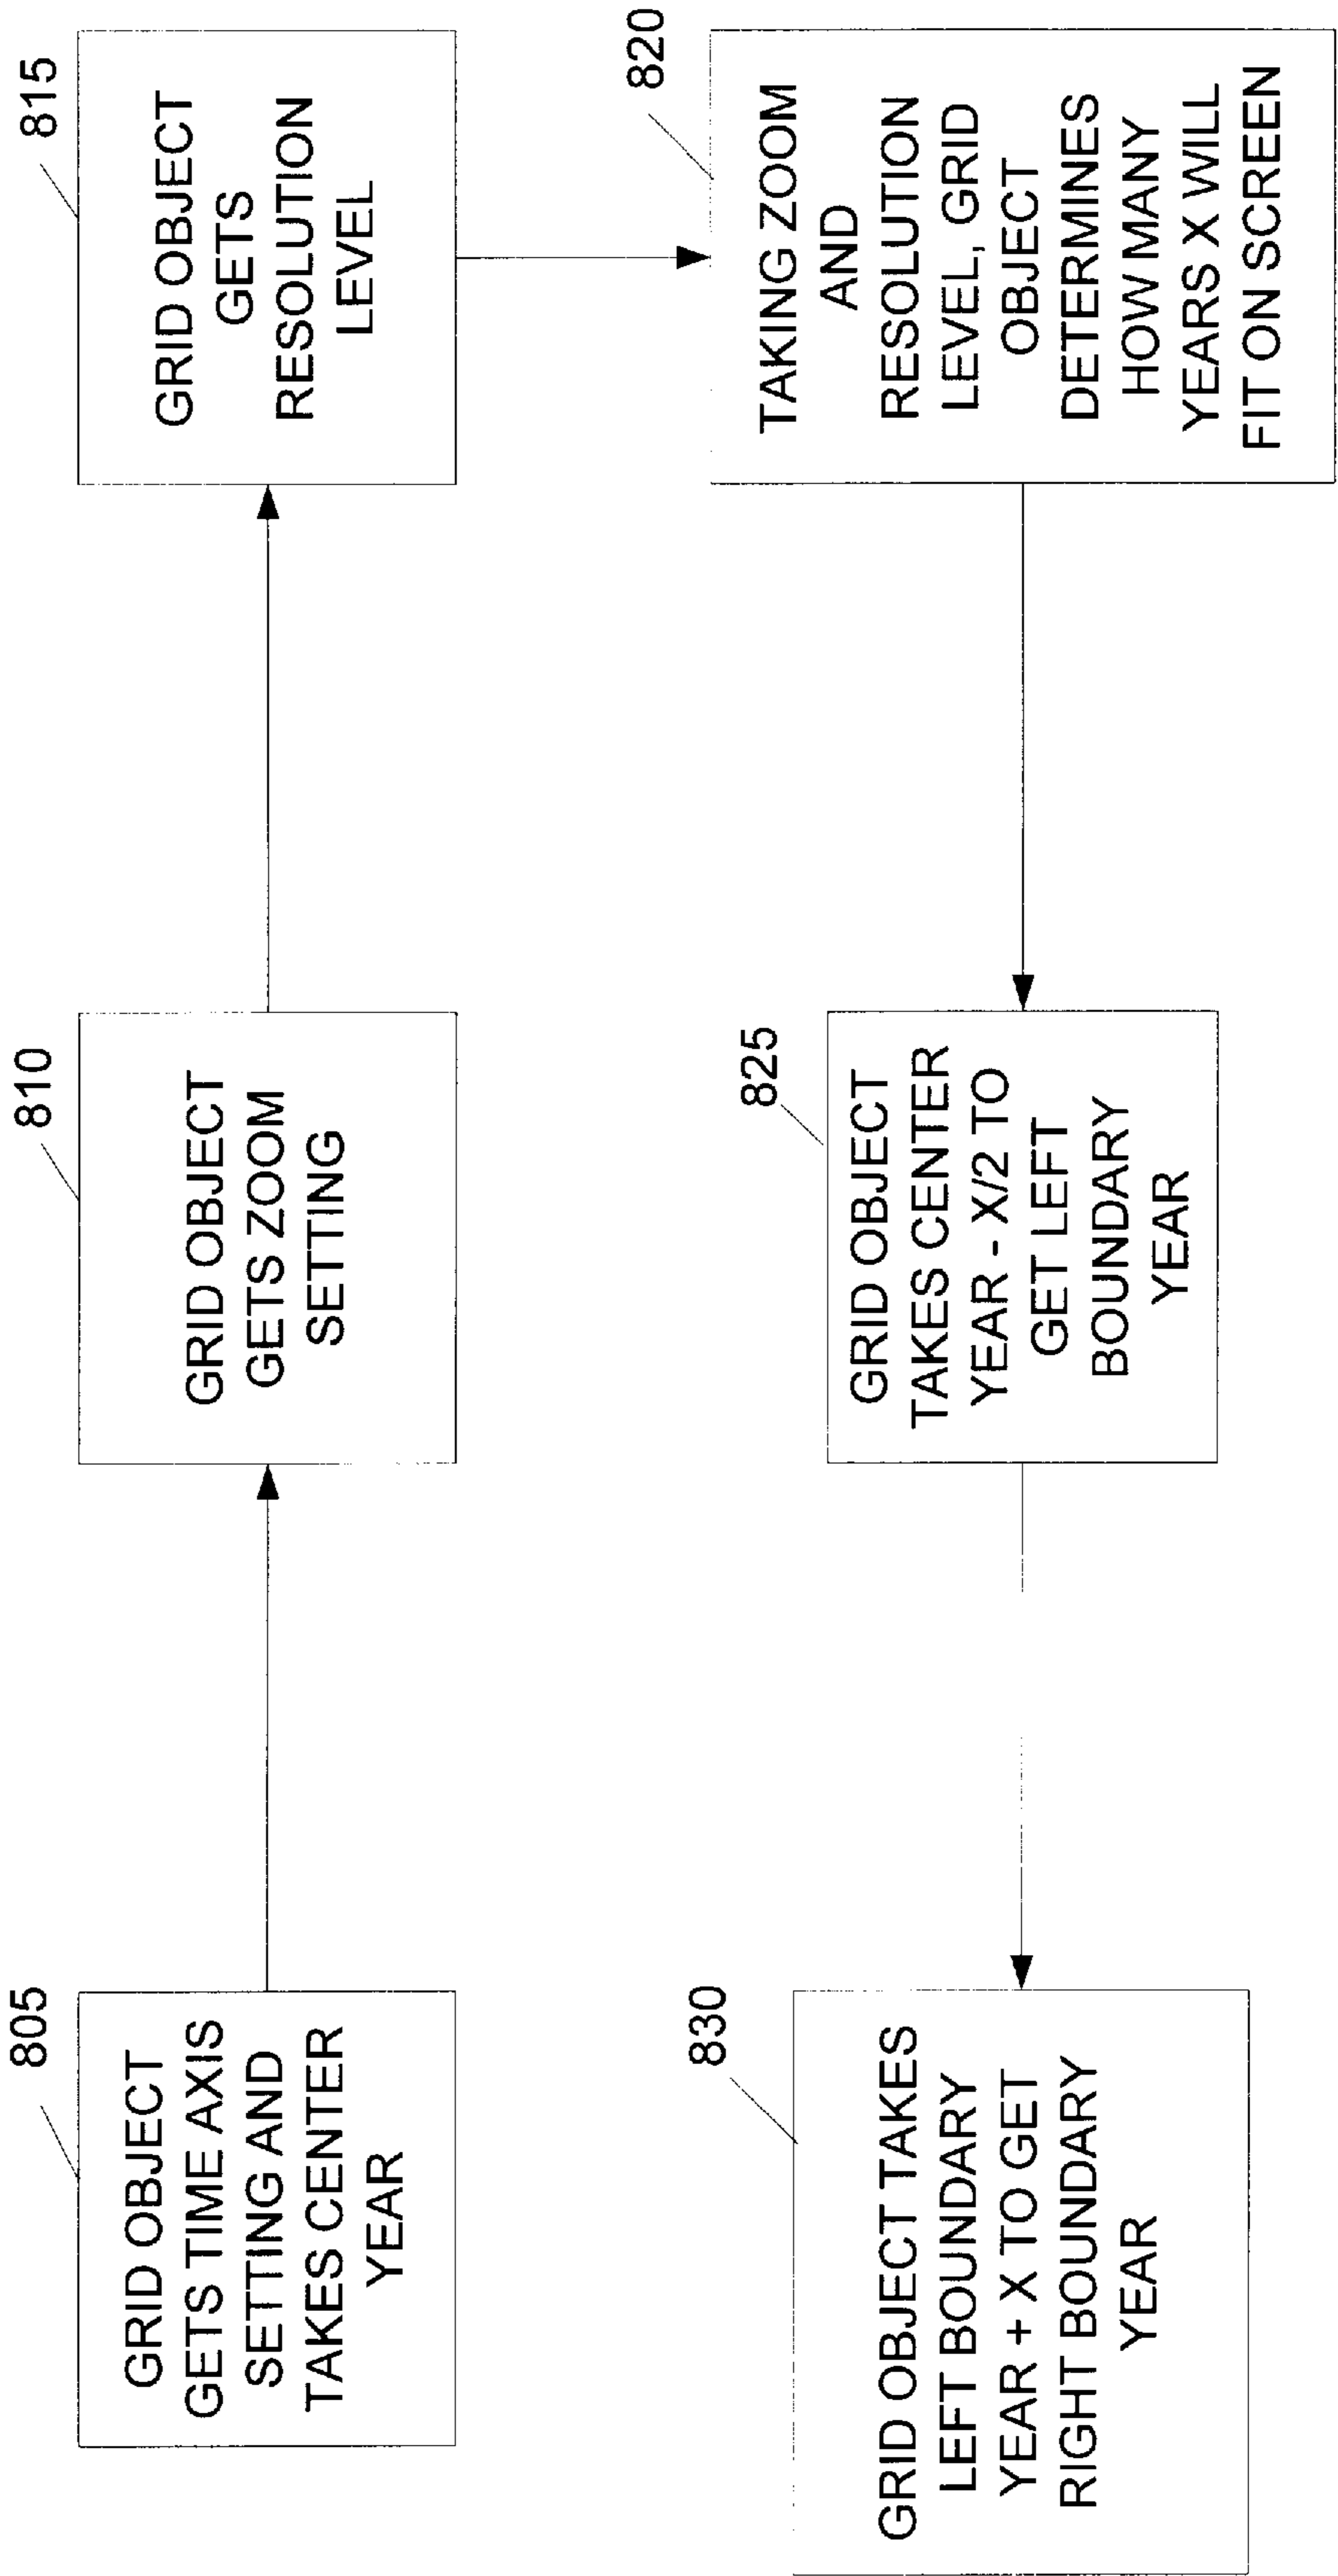 805
GRID OBJECT
GETS TIME AXIS
SETTING AND
TAKES CENTER
YEAR
810
GRID OBJECT
GETS ZOOM
SETTING
815
GRID OBJECT
GETS
RESOLUTION
LEVEL
820
TAKING ZOOM
AND
RESOLUTION
LEVEL, GRID
OBJECT
DETERMINES
HOW MANY
YEARS X WILL
FIT ON SCREEN
825
GRID OBJECT
TAKES CENTER
YEAR - X/2 TO
GET LEFT
BOUNDARY
YEAR
830
GRID OBJECT TAKES
LEFT BOUNDARY
YEAR + X TO GET
RIGHT BOUNDARY
YEAR